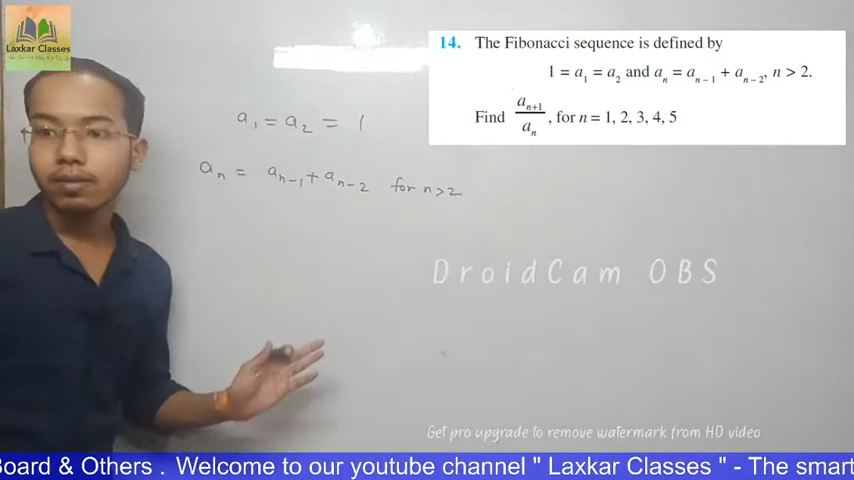 Laxkar Classes
14. The Fibonacci sequence is defined by
1 = a₁ = a₂ and aₙ = aₙ₋₁ + aₙ₋₂, n > 2.
Find aₙ₊₁/aₙ, for n = 1, 2, 3, 4, 5
a₁ = a₂ = 1
aₙ = aₙ₋₁ + aₙ₋₂ for n>2
DroidCam OBS
Get pro upgrade to remove watermark from HD video
Board & Others . Welcome to our youtube channel " Laxkar Classes " - The smart